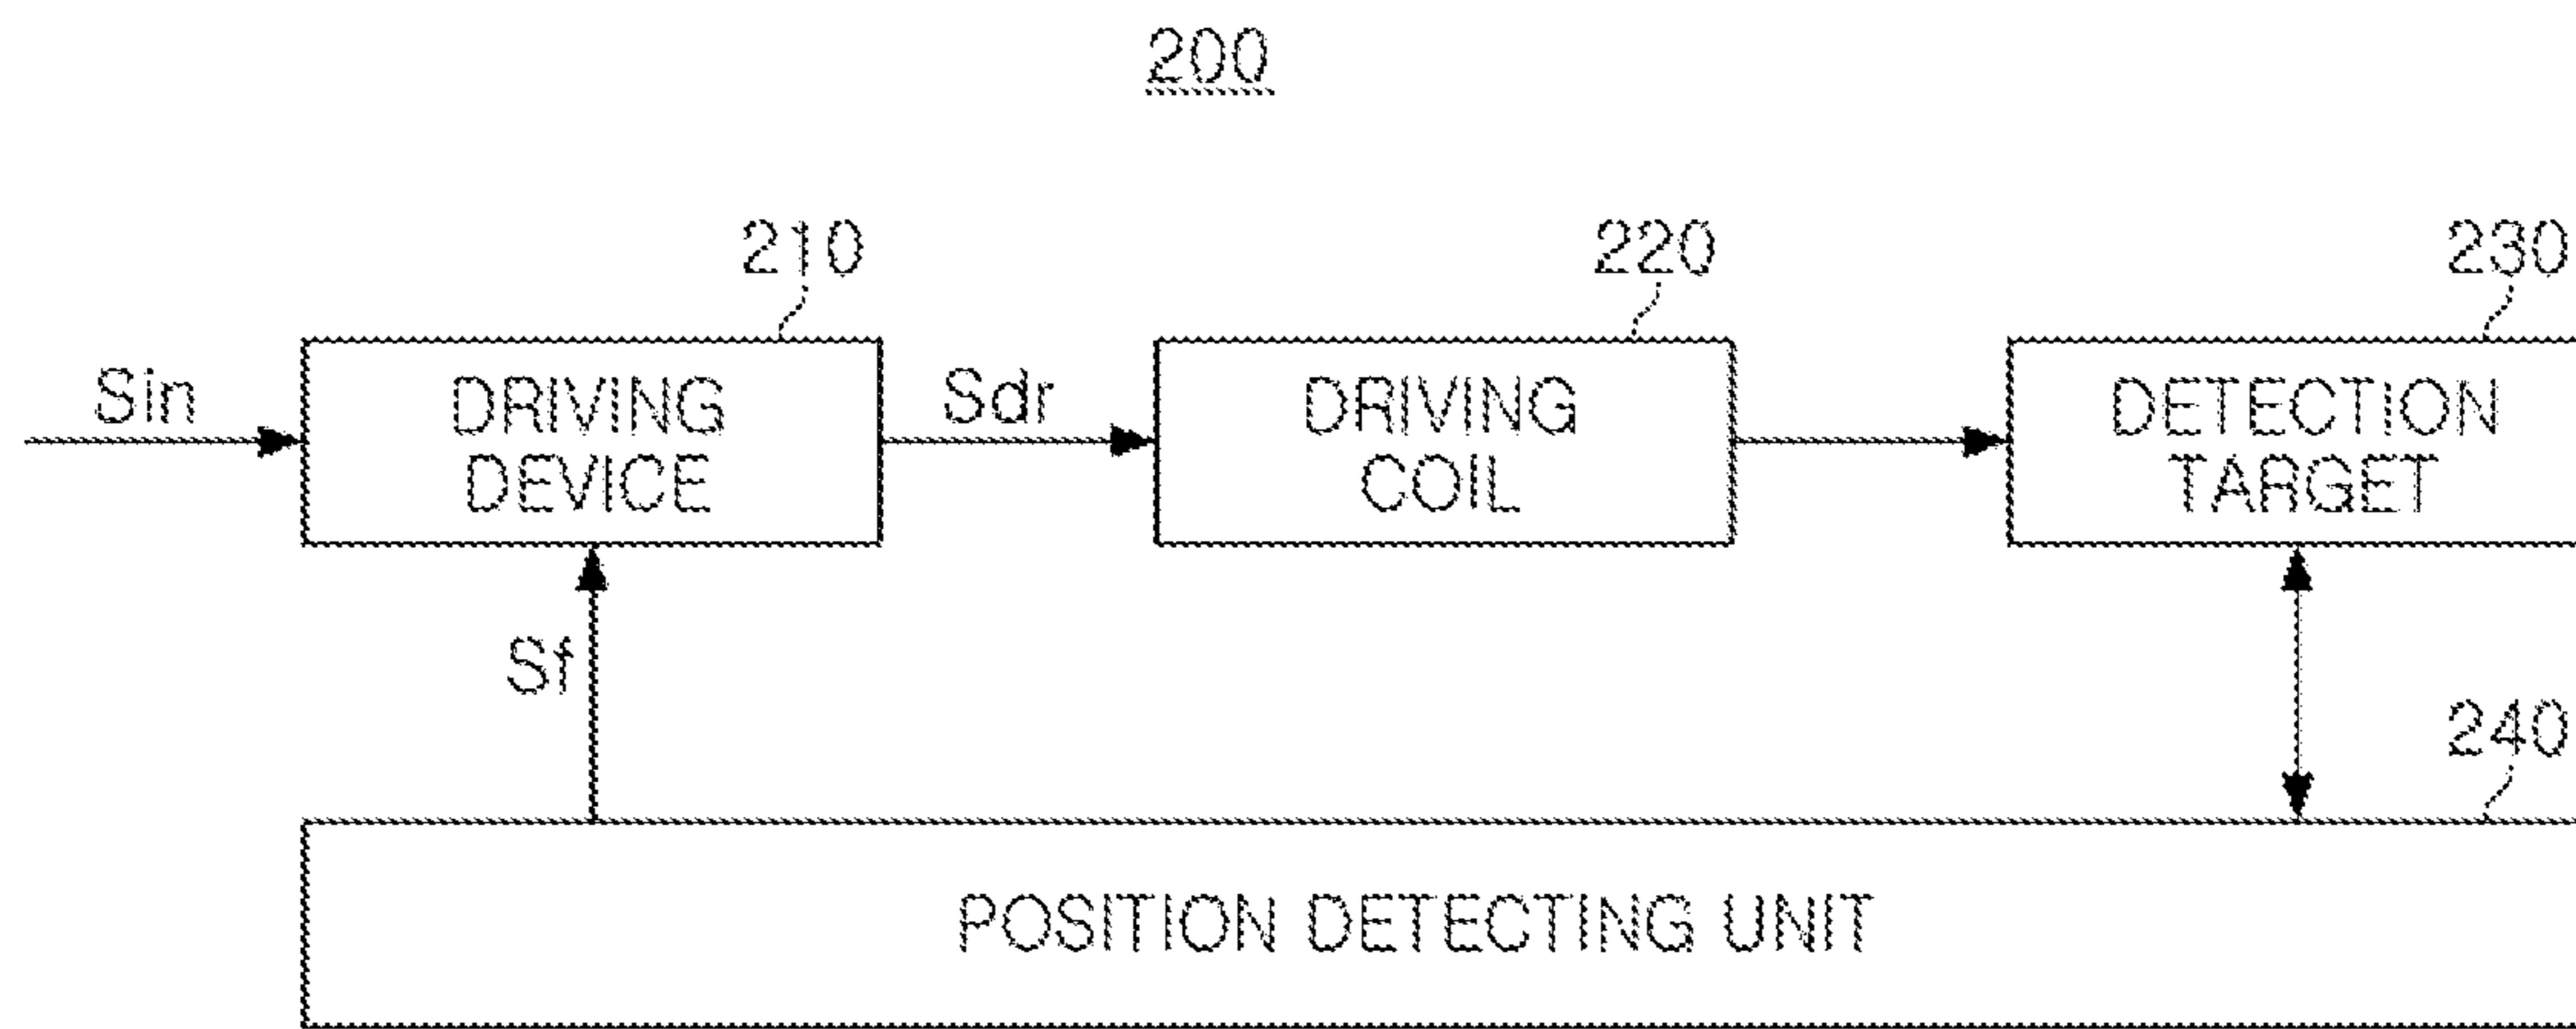 200
210
220
230
Sin
DRIVING
DEVICE
Sdr
DRIVING
COIL
DETECTION
TARGET
Sf
240
POSITION DETECTING UNIT